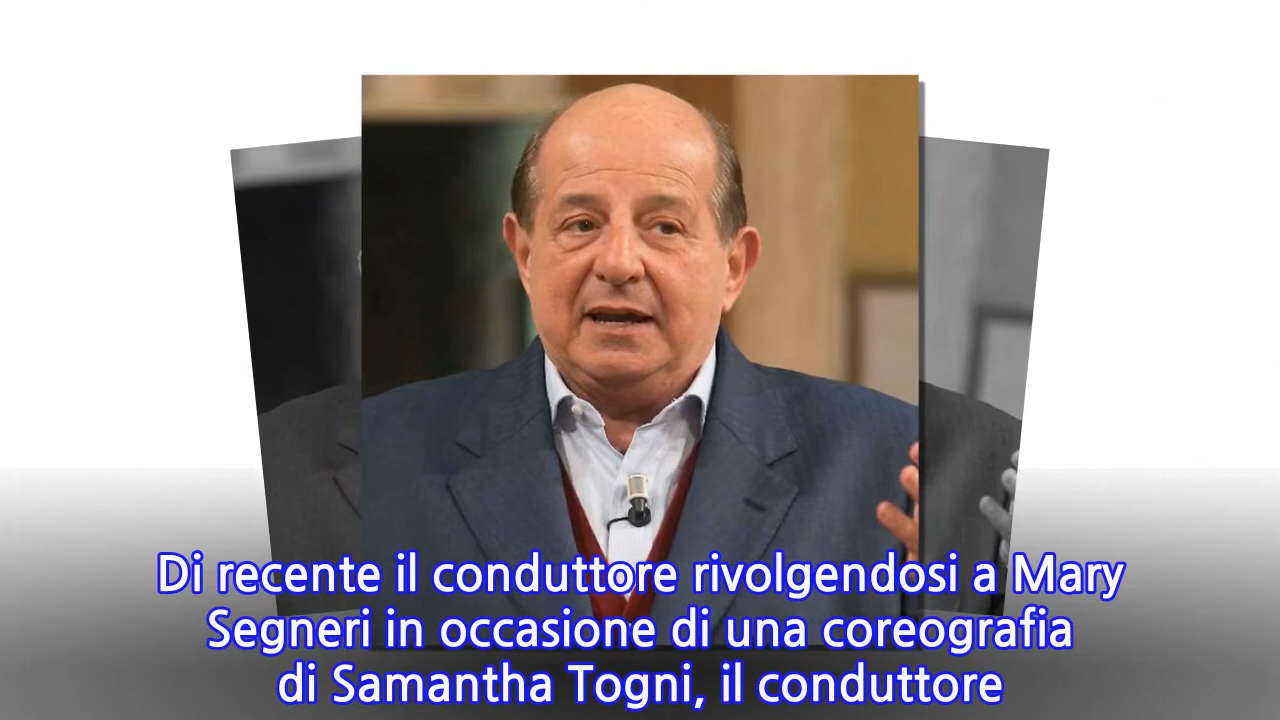 Di recente il conduttore rivolgendosi a Mary
Segneri in occasione di una coreografia
di Samantha Togni, il conduttore